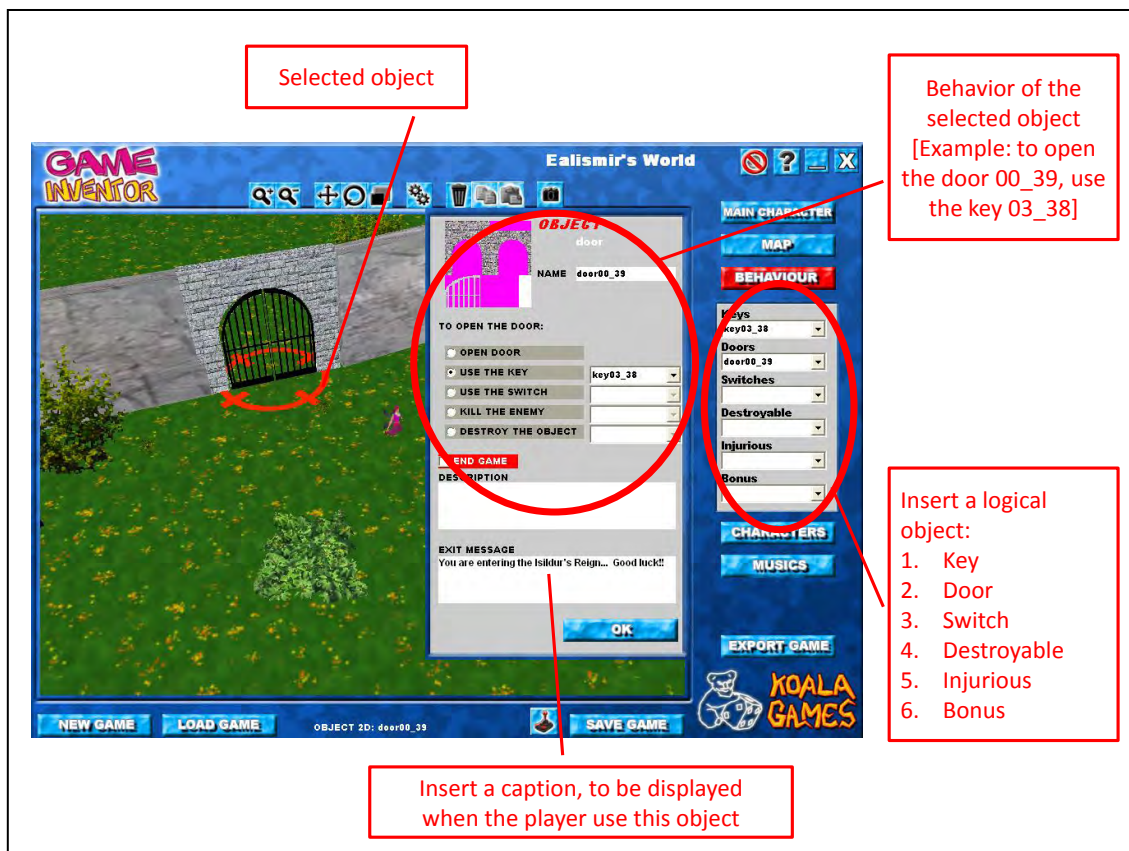 Selected object
Behavior of the
selected object
[Example: to open
the door 00_39, use
the key 03_38]
GAME
INVENTOR
Ealismir's World
?
X
OBJECT
door
NAME door00_39
TO OPEN THE DOOR:
OPEN DOOR
USE THE KEY key03_38
USE THE SWITCH
KILL THE ENEMY
DESTROY THE OBJECT
END GAME
DESCRIPTION
EXIT MESSAGE
You are entering the Isildur's Reign... Good luck!!
OK
MAIN CHARACTER
MAP
BEHAVIOUR
Keys
key03_38
Doors
door00_39
Switches
Destroyable
Injurious
Bonus
CHARACTERS
MUSICS
EXPORT GAME
KOALA
GAMES
NEW GAME
LOAD GAME
OBJECT 2D: door00_39
SAVE GAME
Insert a logical
object:
1. Key
2. Door
3. Switch
4. Destroyable
5. Injurious
6. Bonus
Insert a caption, to be displayed
when the player use this object